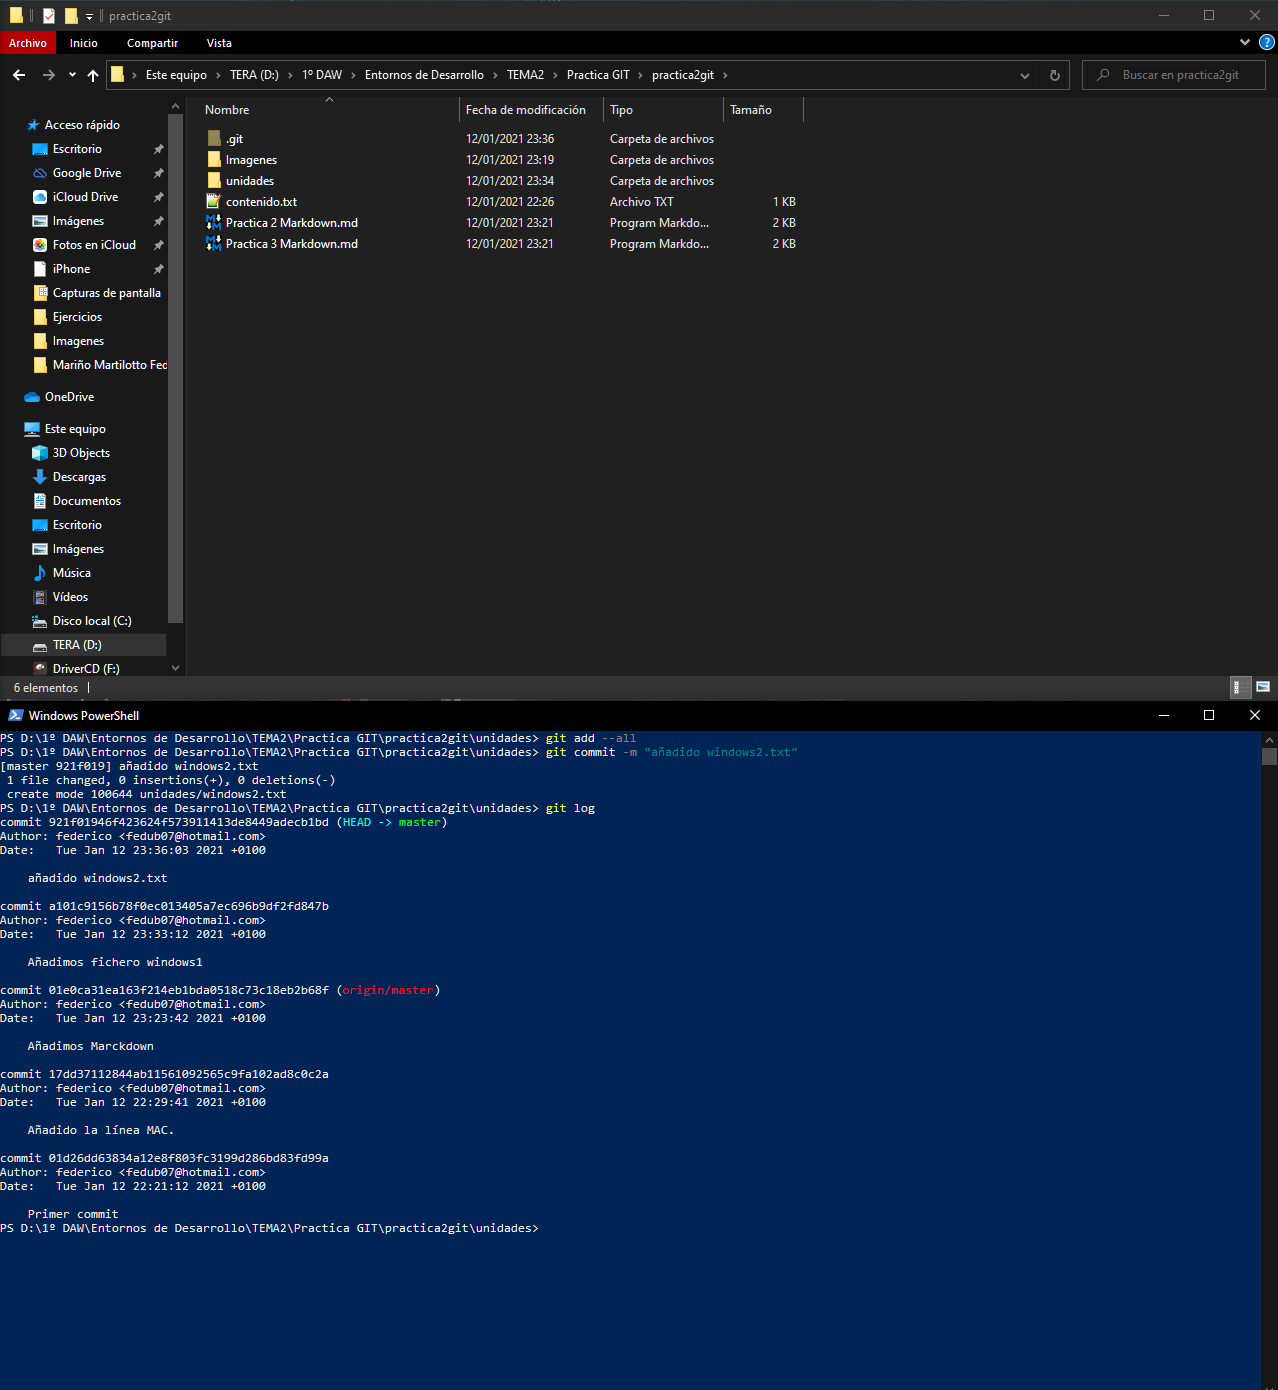 practica2git
Archivo Inicio Compartir Vista
Este equipo TERA (D:) 1º DAW Entornos de Desarrollo TEMA2 Practica GIT practica2git
Buscar en practica2git
Nombre Fecha de modificación Tipo Tamaño
.git 12/01/2021 23:36 Carpeta de archivos
Imagenes 12/01/2021 23:19 Carpeta de archivos
unidades 12/01/2021 23:34 Carpeta de archivos
contenido.txt 12/01/2021 22:26 Archivo TXT 1 KB
Practica 2 Markdown.md 12/01/2021 23:21 Program Markdo... 2 KB
Practica 3 Markdown.md 12/01/2021 23:21 Program Markdo... 2 KB
Acceso rápido
Escritorio
Google Drive
iCloud Drive
Imágenes
Fotos en iCloud
iPhone
Capturas de pantalla
Ejercicios
Imagenes
Mariño Martilotto Fed
OneDrive
Este equipo
3D Objects
Descargas
Documentos
Escritorio
Imágenes
Música
Vídeos
Disco local (C:)
TERA (D:)
DriverCD (F:)
6 elementos
Windows PowerShell
PS D:\1º DAW\Entornos de Desarrollo\TEMA2\Practica GIT\practica2git\unidades> git add --all
PS D:\1º DAW\Entornos de Desarrollo\TEMA2\Practica GIT\practica2git\unidades> git commit -m "añadido windows2.txt"
[master 921f019] añadido windows2.txt
1 file changed, 0 insertions(+), 0 deletions(-)
create mode 100644 unidades/windows2.txt
PS D:\1º DAW\Entornos de Desarrollo\TEMA2\Practica GIT\practica2git\unidades> git log
commit 921f01946f423624f573911413de8449adecb1bd (HEAD -> master)
Author: federico <fedub07@hotmail.com>
Date: Tue Jan 12 23:36:03 2021 +0100
añadido windows2.txt
commit a101c9156b78f0ec013405a7ec696b9df2fd847b
Author: federico <fedub07@hotmail.com>
Date: Tue Jan 12 23:33:12 2021 +0100
Añadimos fichero windows1
commit 01e0ca31ea163f214eb1bda0518c73c18eb2b68f (origin/master)
Author: federico <fedub07@hotmail.com>
Date: Tue Jan 12 23:23:42 2021 +0100
Añadimos Marckdown
commit 17dd37112844ab11561092565c9fa102ad8c0c2a
Author: federico <fedub07@hotmail.com>
Date: Tue Jan 12 22:29:41 2021 +0100
Añadido la línea MAC.
commit 01d26dd63834a12e8f803fc3199d286bd83fd99a
Author: federico <fedub07@hotmail.com>
Date: Tue Jan 12 22:21:12 2021 +0100
Primer commit
PS D:\1º DAW\Entornos de Desarrollo\TEMA2\Practica GIT\practica2git\unidades>